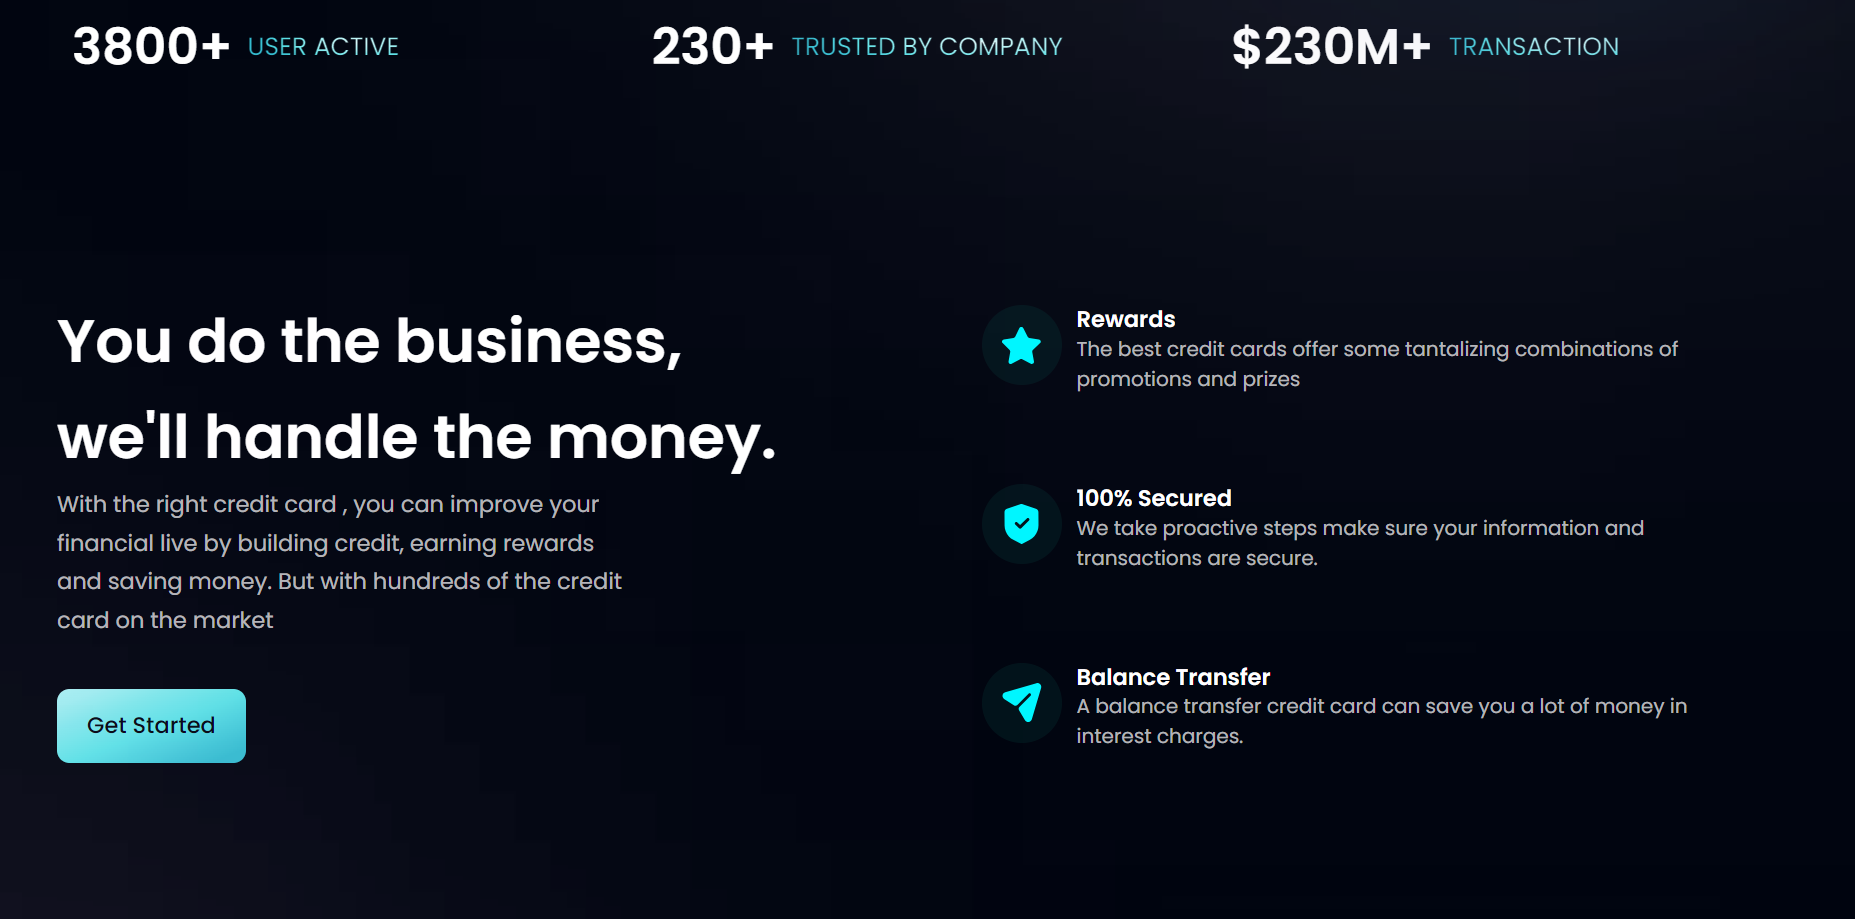 3800+ USER ACTIVE
230+ TRUSTED BY COMPANY
$230M+ TRANSACTION
You do the business,
we'll handle the money.
With the right credit card , you can improve your
financial live by building credit, earning rewards
and saving money. But with hundreds of the credit
card on the market
Get Started
Rewards
The best credit cards offer some tantalizing combinations of
promotions and prizes
100% Secured
We take proactive steps make sure your information and
transactions are secure.
Balance Transfer
A balance transfer credit card can save you a lot of money in
interest charges.